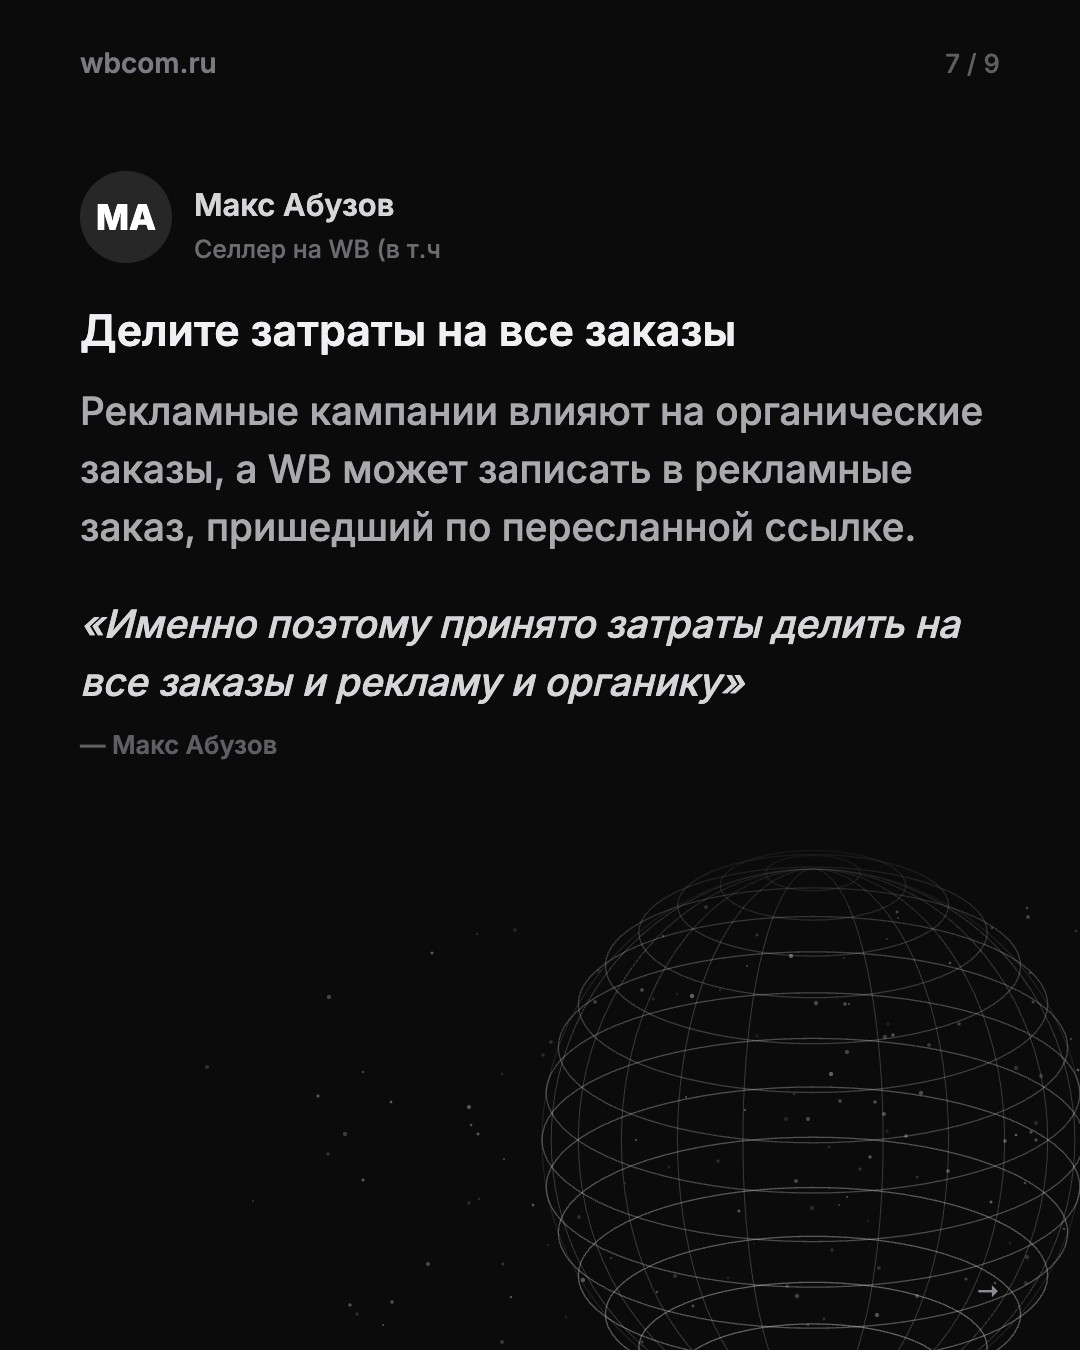 wbcom.ru
7 / 9
МА
Макс Абузов
Селлер на WB (в т.ч
Делите затраты на все заказы
Рекламные кампании влияют на органические
заказы, а WB может записать в рекламные
заказ, пришедший по пересланной ссылке.
«Именно поэтому принято затраты делить на
все заказы и рекламу и органику»
— Макс Абузов
→